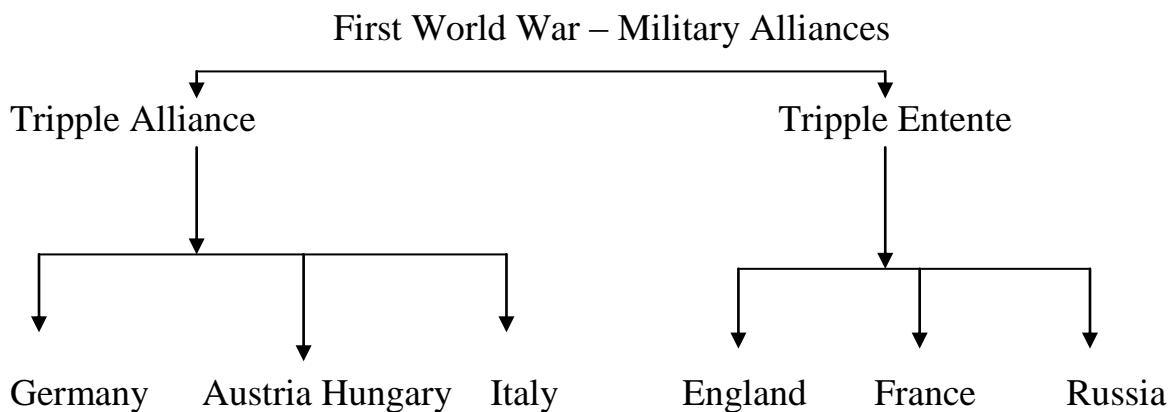 First World War – Military Alliances
Tripple Alliance Tripple Entente
Germany Austria Hungary Italy England France Russia